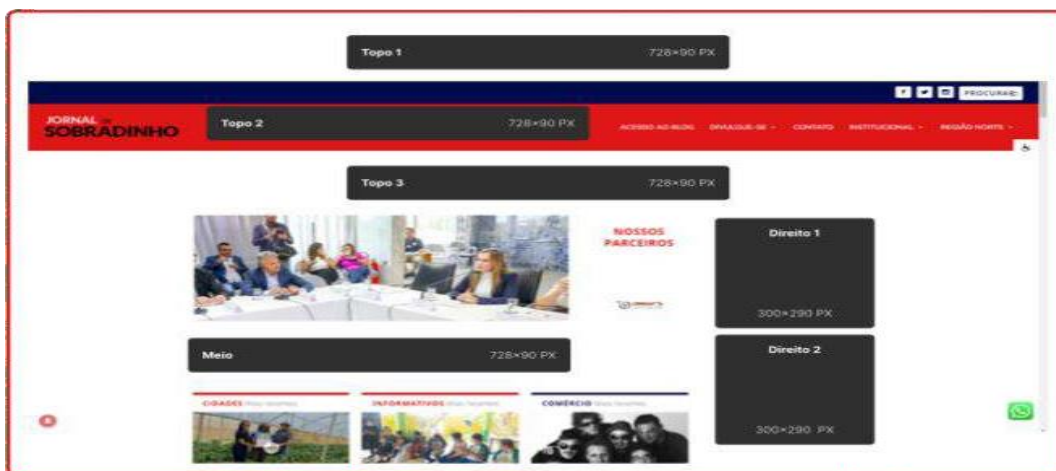 Topo 1 728×90 PX
PROCURAR
JORNAL DE
SOBRADINHO
Topo 2 728×90 PX
ACESSO AO BLOG DIVULGUE-SE CONTATO INSTITUCIONAL REGIÃO NORTE
Topo 3 728×90 PX
NOSSOS
PARCEIROS
Direito 1
300×290 PX
Meio 728×90 PX
Direito 2
CIDADES INFORMATIVOS COMÉRCIO
300×290 PX